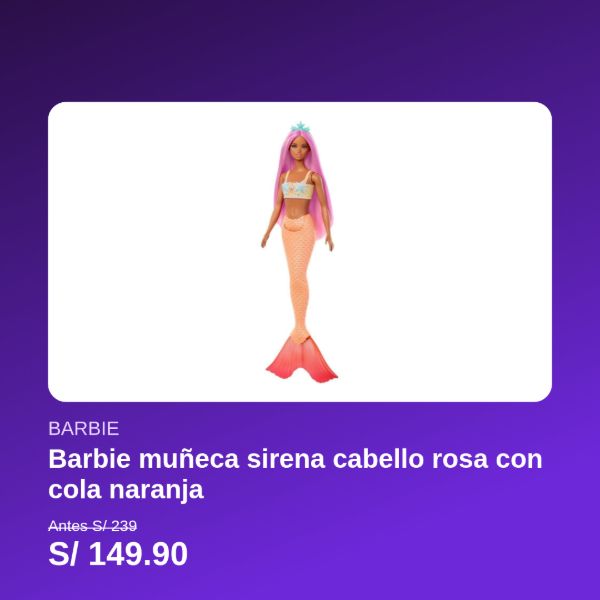 BARBIE
Barbie muñeca sirena cabello rosa con
cola naranja
Antes S/ 239
S/ 149.90